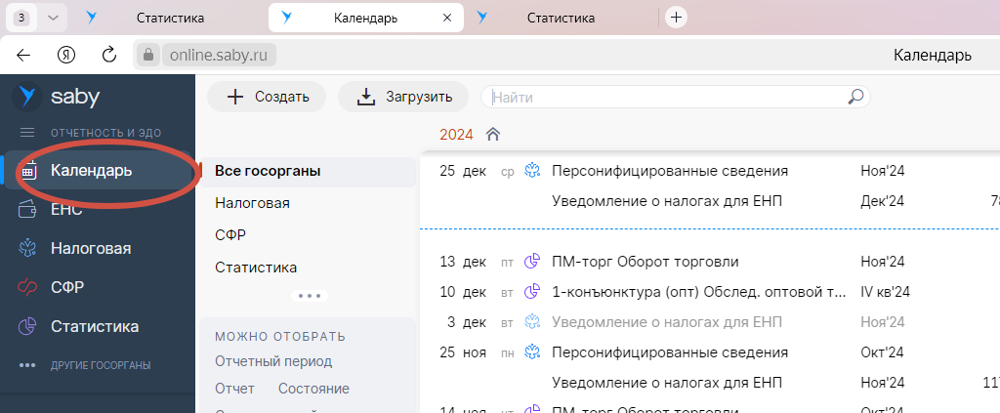 3 Статистика Календарь Статистика
Я online.saby.ru Календарь
saby
ОТЧЕТНОСТЬ И ЭДО
Календарь
ЕНС
Налоговая
СФР
Статистика
ДРУГИЕ ГОСОРГАНЫ
Создать Загрузить Найти
Все госорганы
Налоговая
СФР
Статистика
МОЖНО ОТОБРАТЬ
Отчетный период
Отчет Состояние
2024
25 дек ср Персонифицированные сведения Ноя'24
Уведомление о налогах для ЕНП Дек'24 78
13 дек пт ПМ-торг Оборот торговли Ноя'24
10 дек вт 1-конъюнктура (опт) Обслед. оптовой т... IV кв'24
3 дек вт Уведомление о налогах для ЕНП Ноя'24
25 ноя пн Персонифицированные сведения Окт'24
Уведомление о налогах для ЕНП Ноя'24 117
14 ноя чт ПМ-торг Оборот торговли Окт'24